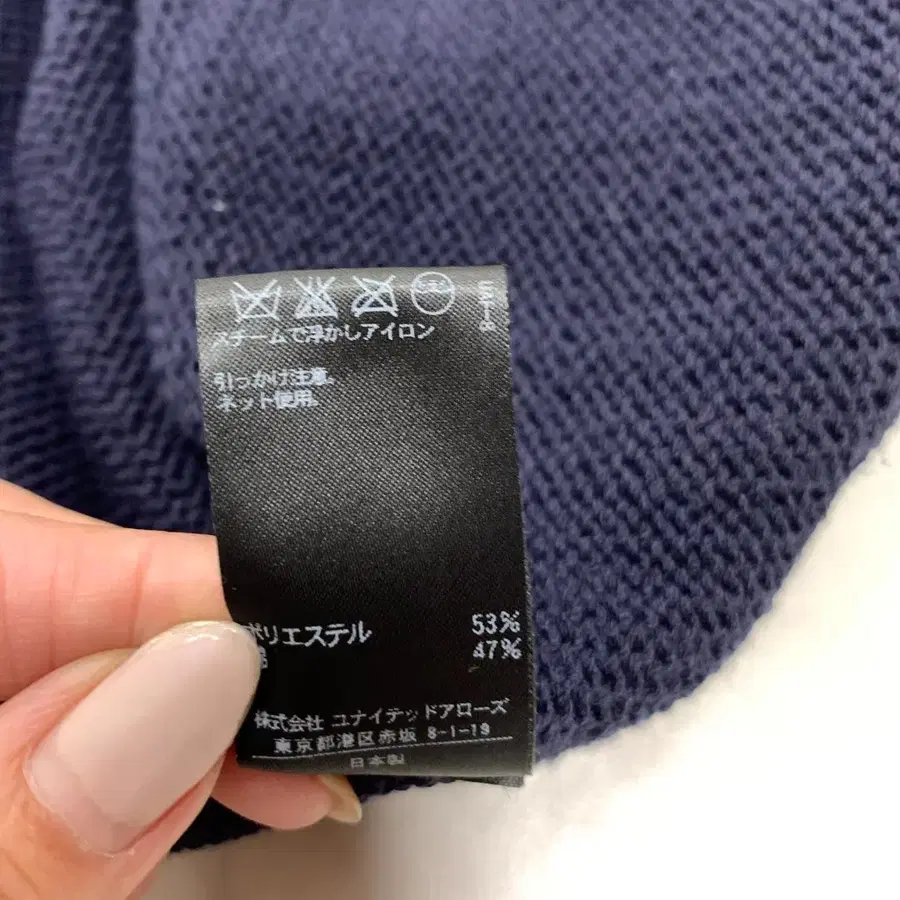 スチームで浮かしアイロン
引っかけ注意。
ネット使用。
ポリエステル 53%
47%
株式会社 ユナイテッドアローズ
東京都港区赤坂 8-1-19
日本製